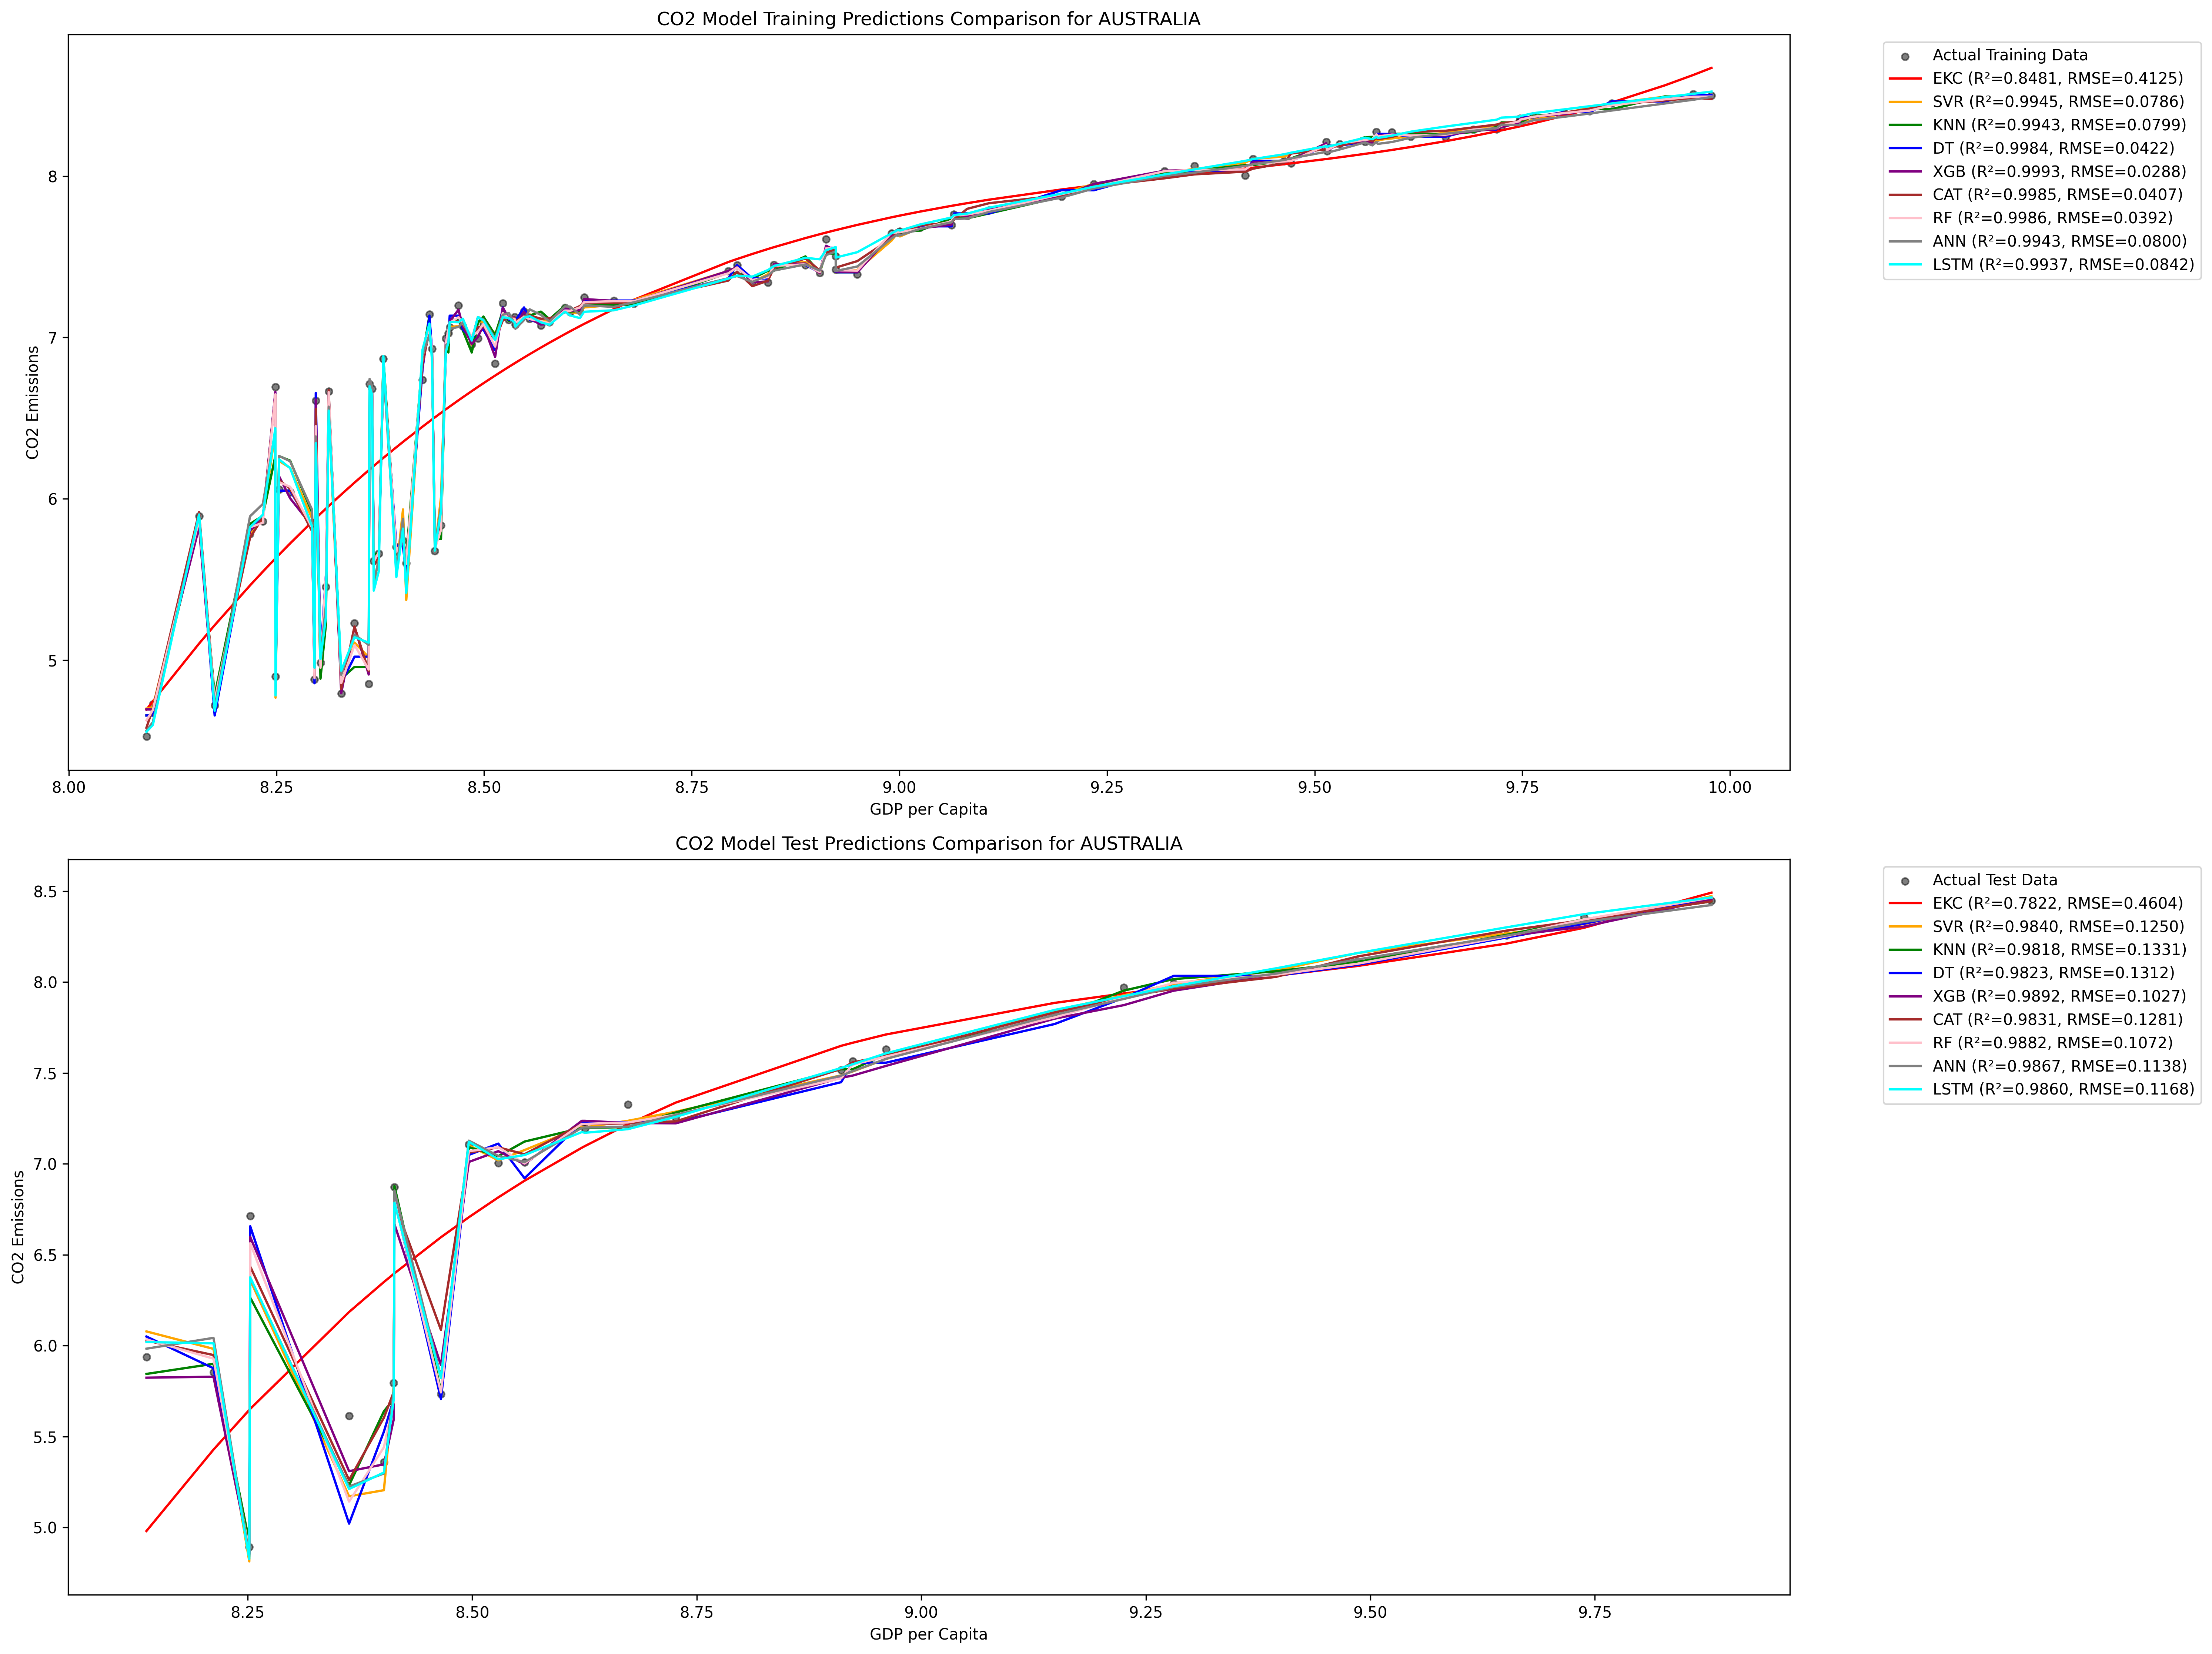 CO2 Model Training Predictions Comparison for AUSTRALIA
CO2 Emissions
8
7
6
5
8.00 8.25 8.50 8.75 9.00 9.25 9.50 9.75 10.00
GDP per Capita
Actual Training Data
EKC (R²=0.8481, RMSE=0.4125)
SVR (R²=0.9945, RMSE=0.0786)
KNN (R²=0.9943, RMSE=0.0799)
DT (R²=0.9984, RMSE=0.0422)
XGB (R²=0.9993, RMSE=0.0288)
CAT (R²=0.9985, RMSE=0.0407)
RF (R²=0.9986, RMSE=0.0392)
ANN (R²=0.9943, RMSE=0.0800)
LSTM (R²=0.9937, RMSE=0.0842)
CO2 Model Test Predictions Comparison for AUSTRALIA
CO2 Emissions
8.5
8.0
7.5
7.0
6.5
6.0
5.5
5.0
8.25 8.50 8.75 9.00 9.25 9.50 9.75
GDP per Capita
Actual Test Data
EKC (R²=0.7822, RMSE=0.4604)
SVR (R²=0.9840, RMSE=0.1250)
KNN (R²=0.9818, RMSE=0.1331)
DT (R²=0.9823, RMSE=0.1312)
XGB (R²=0.9892, RMSE=0.1027)
CAT (R²=0.9831, RMSE=0.1281)
RF (R²=0.9882, RMSE=0.1072)
ANN (R²=0.9867, RMSE=0.1138)
LSTM (R²=0.9860, RMSE=0.1168)